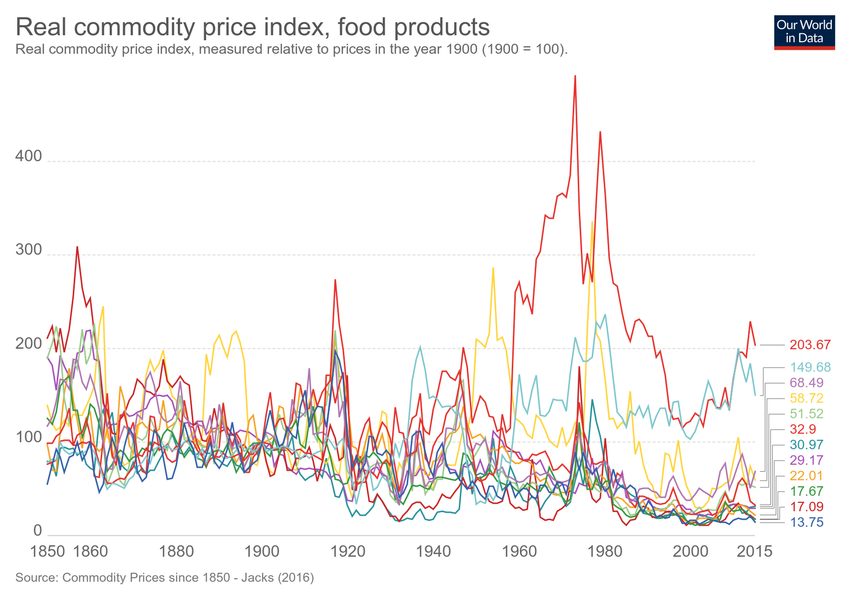 Real commodity price index, food products
Real commodity price index, measured relative to prices in the year 1900 (1900 = 100).
Our World
in Data
400
300
200
100
0
203.67
149.68
68.49
58.72
51.52
32.9
30.97
29.17
22.01
17.67
17.09
13.75
1850 1860 1880 1900 1920 1940 1960 1980 2000 2015
Source: Commodity Prices since 1850 - Jacks (2016)